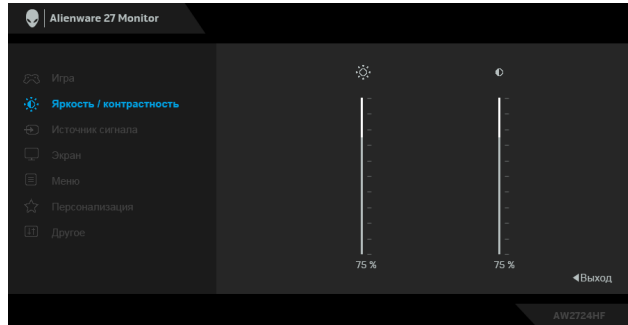 Alienware 27 Monitor
Игра
Яркость / контрастность
Источник сигнала
Экран
Меню
Персонализация
Другое
75 %
75 %
Выход
AW2724HF